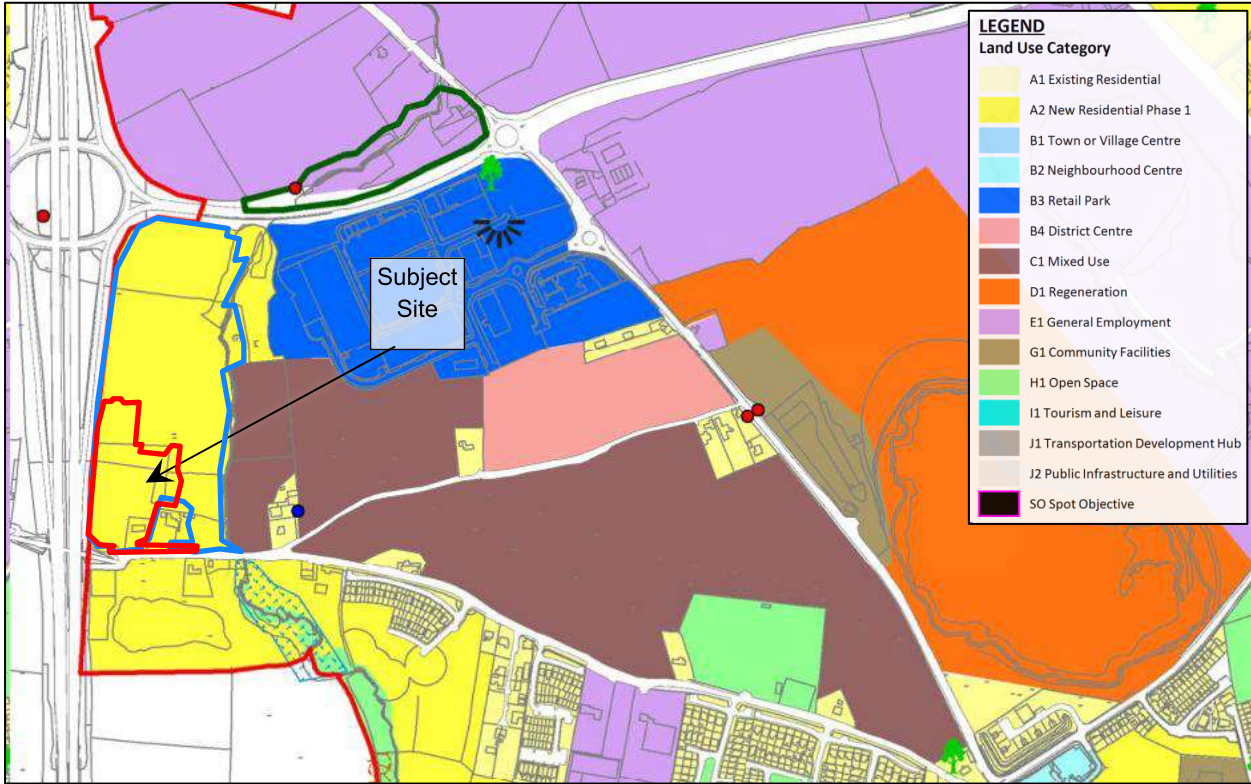 Subject
Site
LEGEND
Land Use Category
A1 Existing Residential
A2 New Residential Phase 1
B1 Town or Village Centre
B2 Neighbourhood Centre
B3 Retail Park
B4 District Centre
C1 Mixed Use
D1 Regeneration
E1 General Employment
G1 Community Facilities
H1 Open Space
I1 Tourism and Leisure
J1 Transportation Development Hub
J2 Public Infrastructure and Utilities
SO Spot Objective